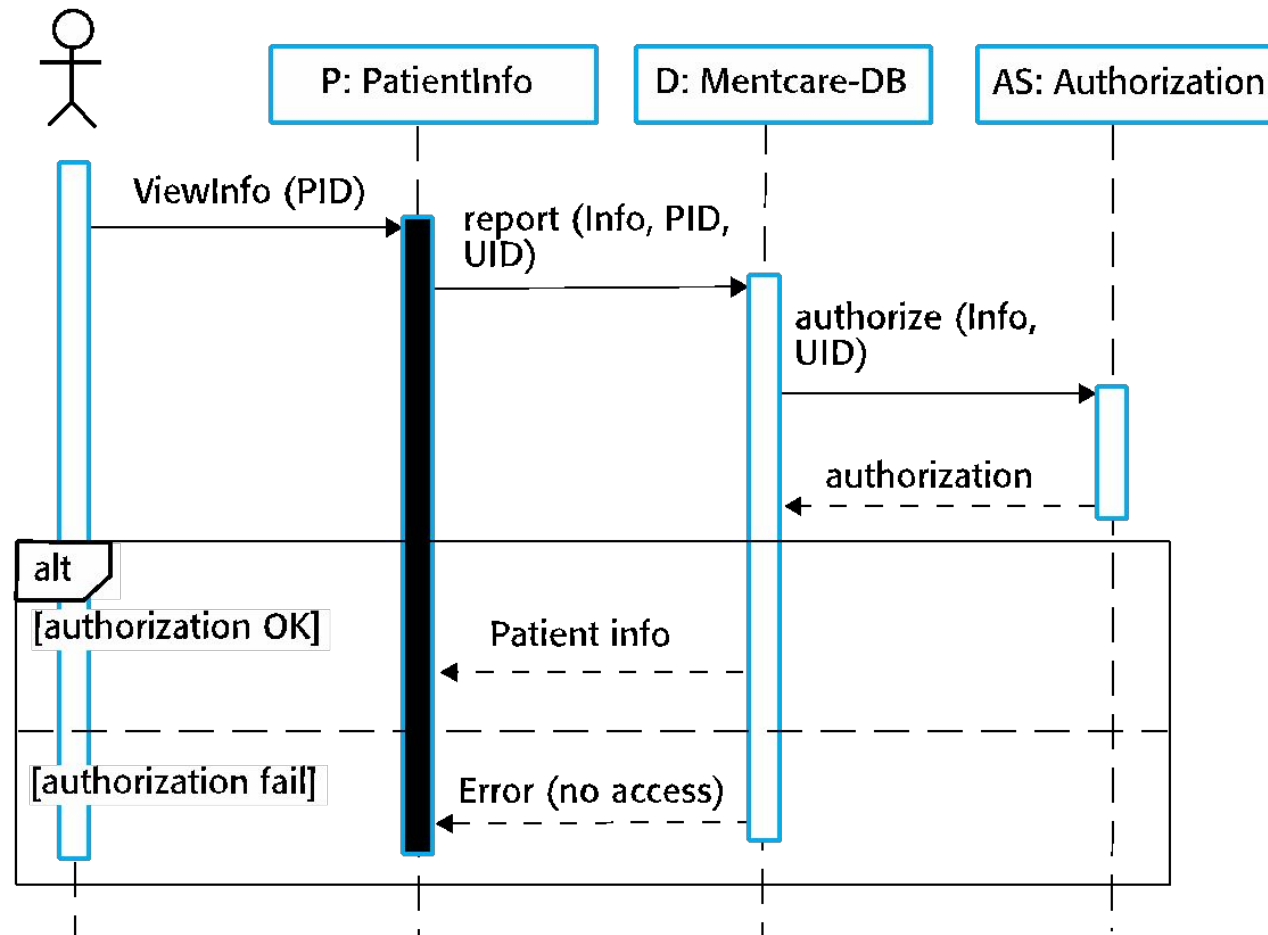 P: PatientInfo
D: Mentcare-DB
AS: Authorization
ViewInfo (PID)
report (Info, PID,
UID)
authorize (Info,
UID)
authorization
alt
[authorization OK]
Patient info
[authorization fail]
Error (no access)